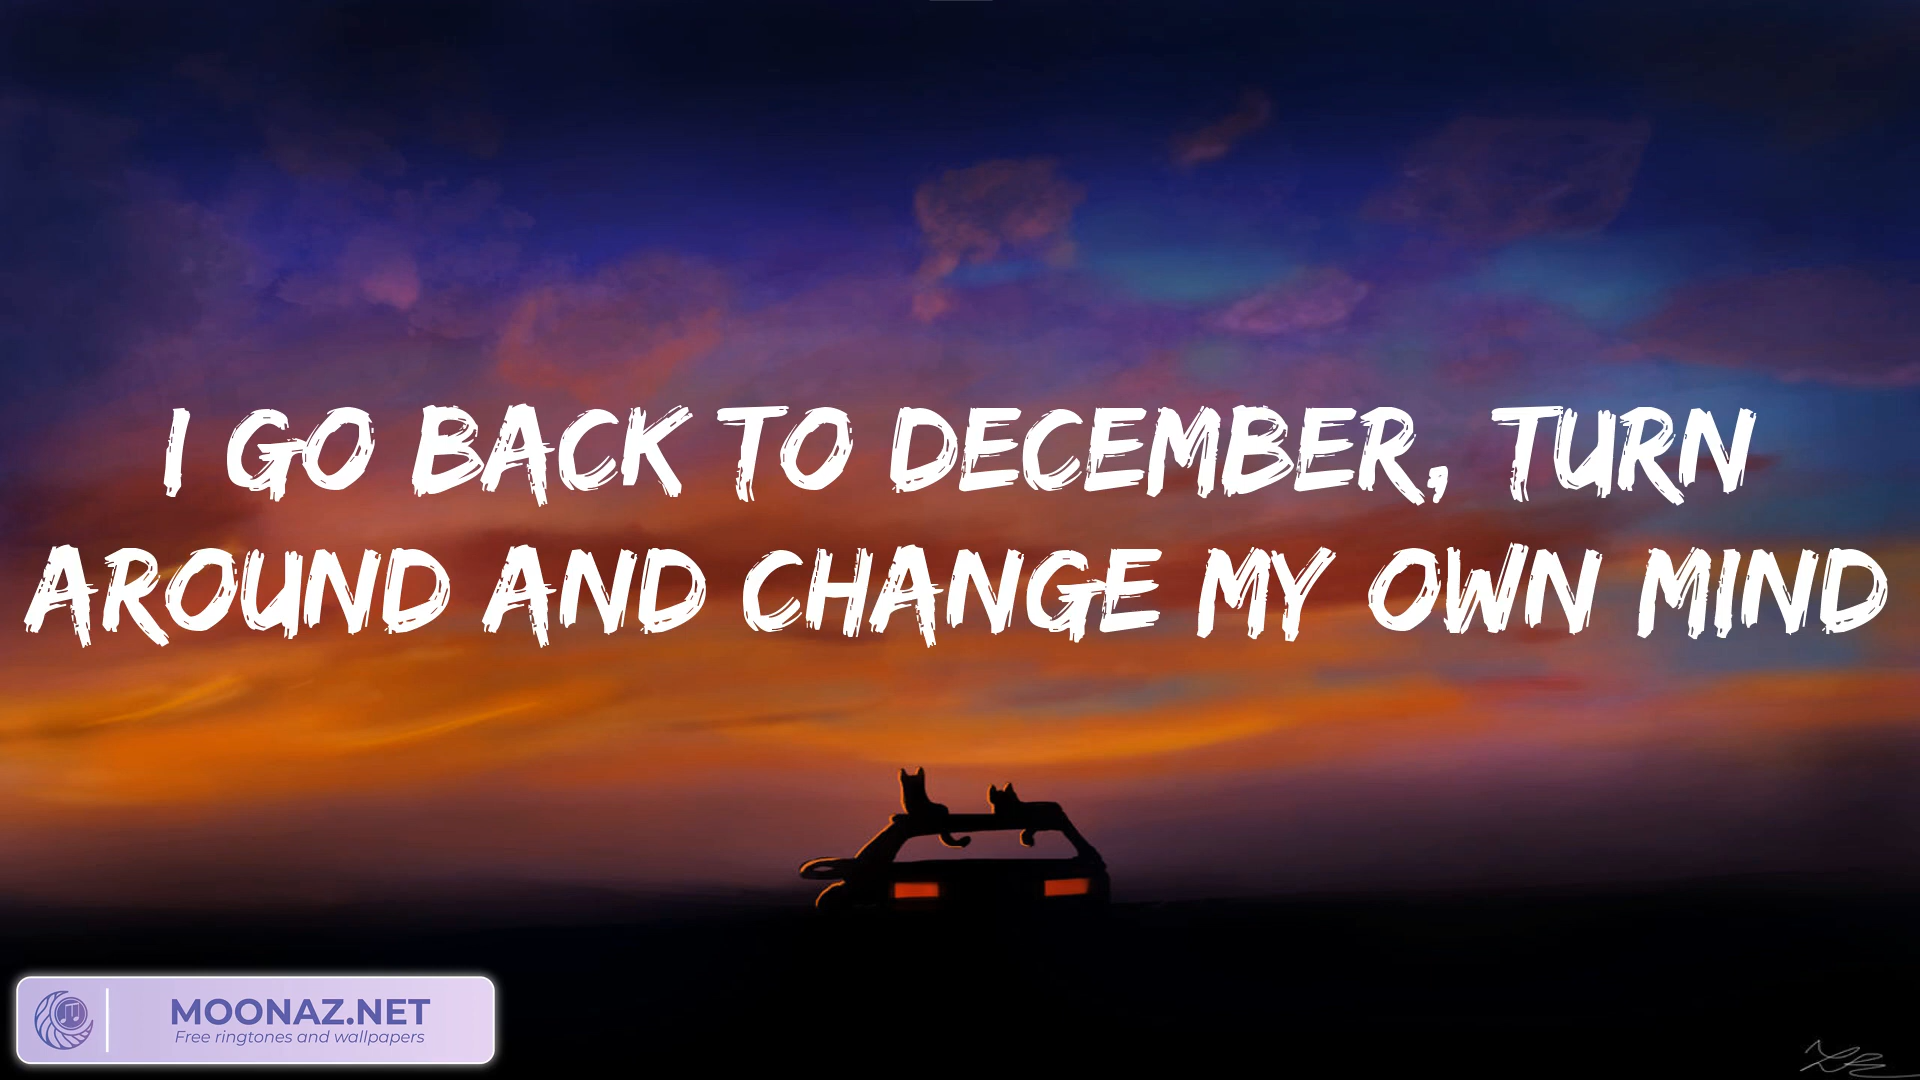 I GO BACK TO DECEMBER, TURN
AROUND AND CHANGE MY OWN MIND
MOONAZ.NET
Free ringtones and wallpapers